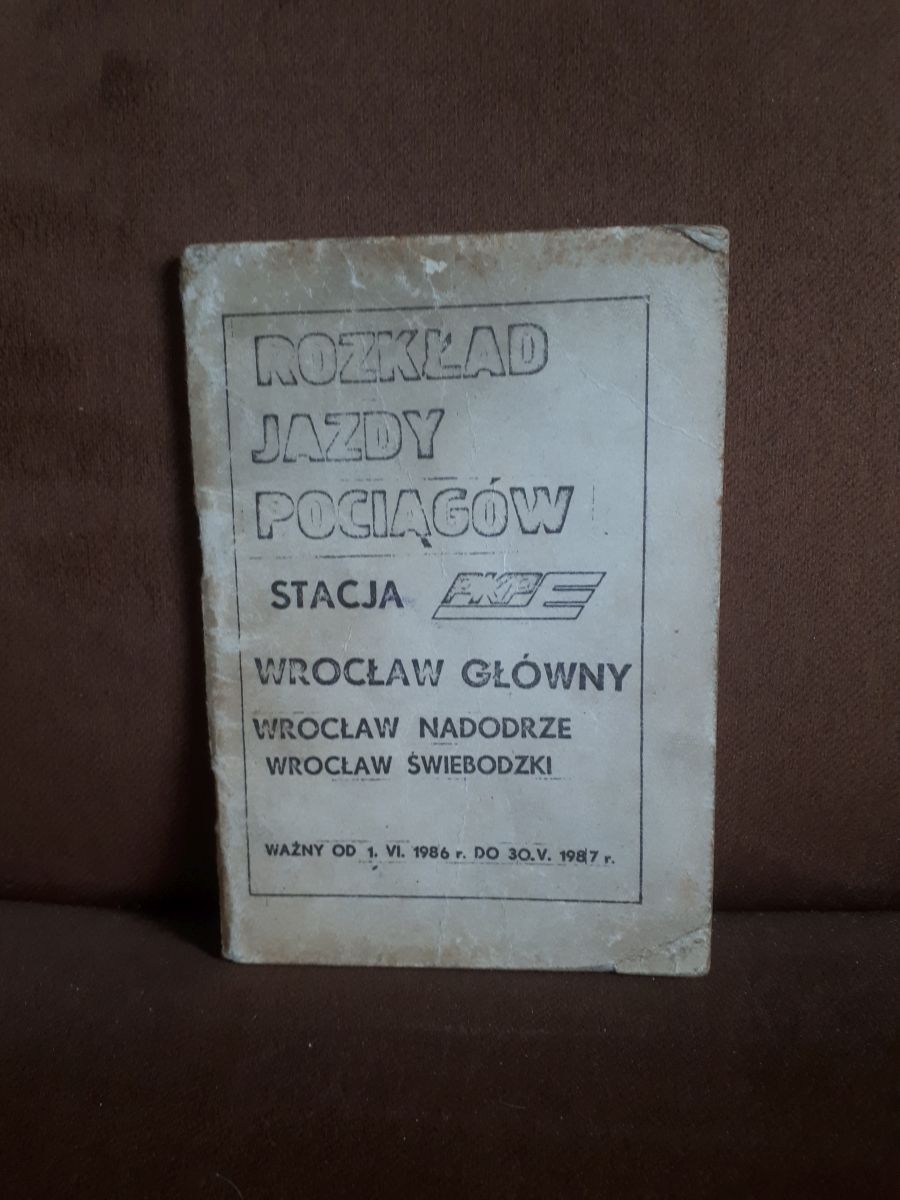 ROZKŁAD
JAZDY
POCIĄGÓW
STACJA PKP
WROCŁAW GŁÓWNY
WROCŁAW NADODRZE
WROCŁAW ŚWIEBODZKI
WAŻNY OD 1. VI. 1986 r. DO 30.V. 1987 r.